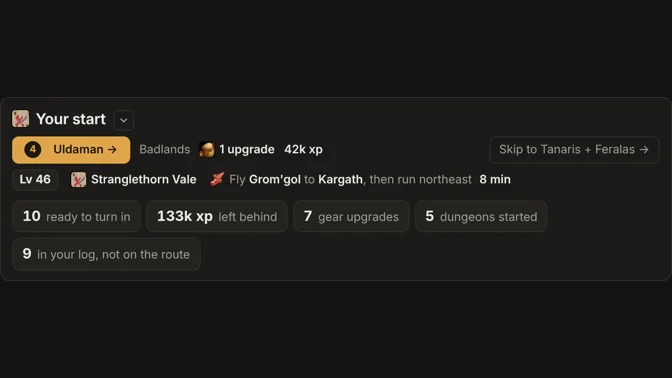 Your start
4 Uldaman → Badlands 1 upgrade 42k xp Skip to Tanaris + Feralas →
Lv 46 Stranglethorn Vale Fly Grom'gol to Kargath, then run northeast 8 min
10 ready to turn in 133k xp left behind 7 gear upgrades 5 dungeons started
9 in your log, not on the route